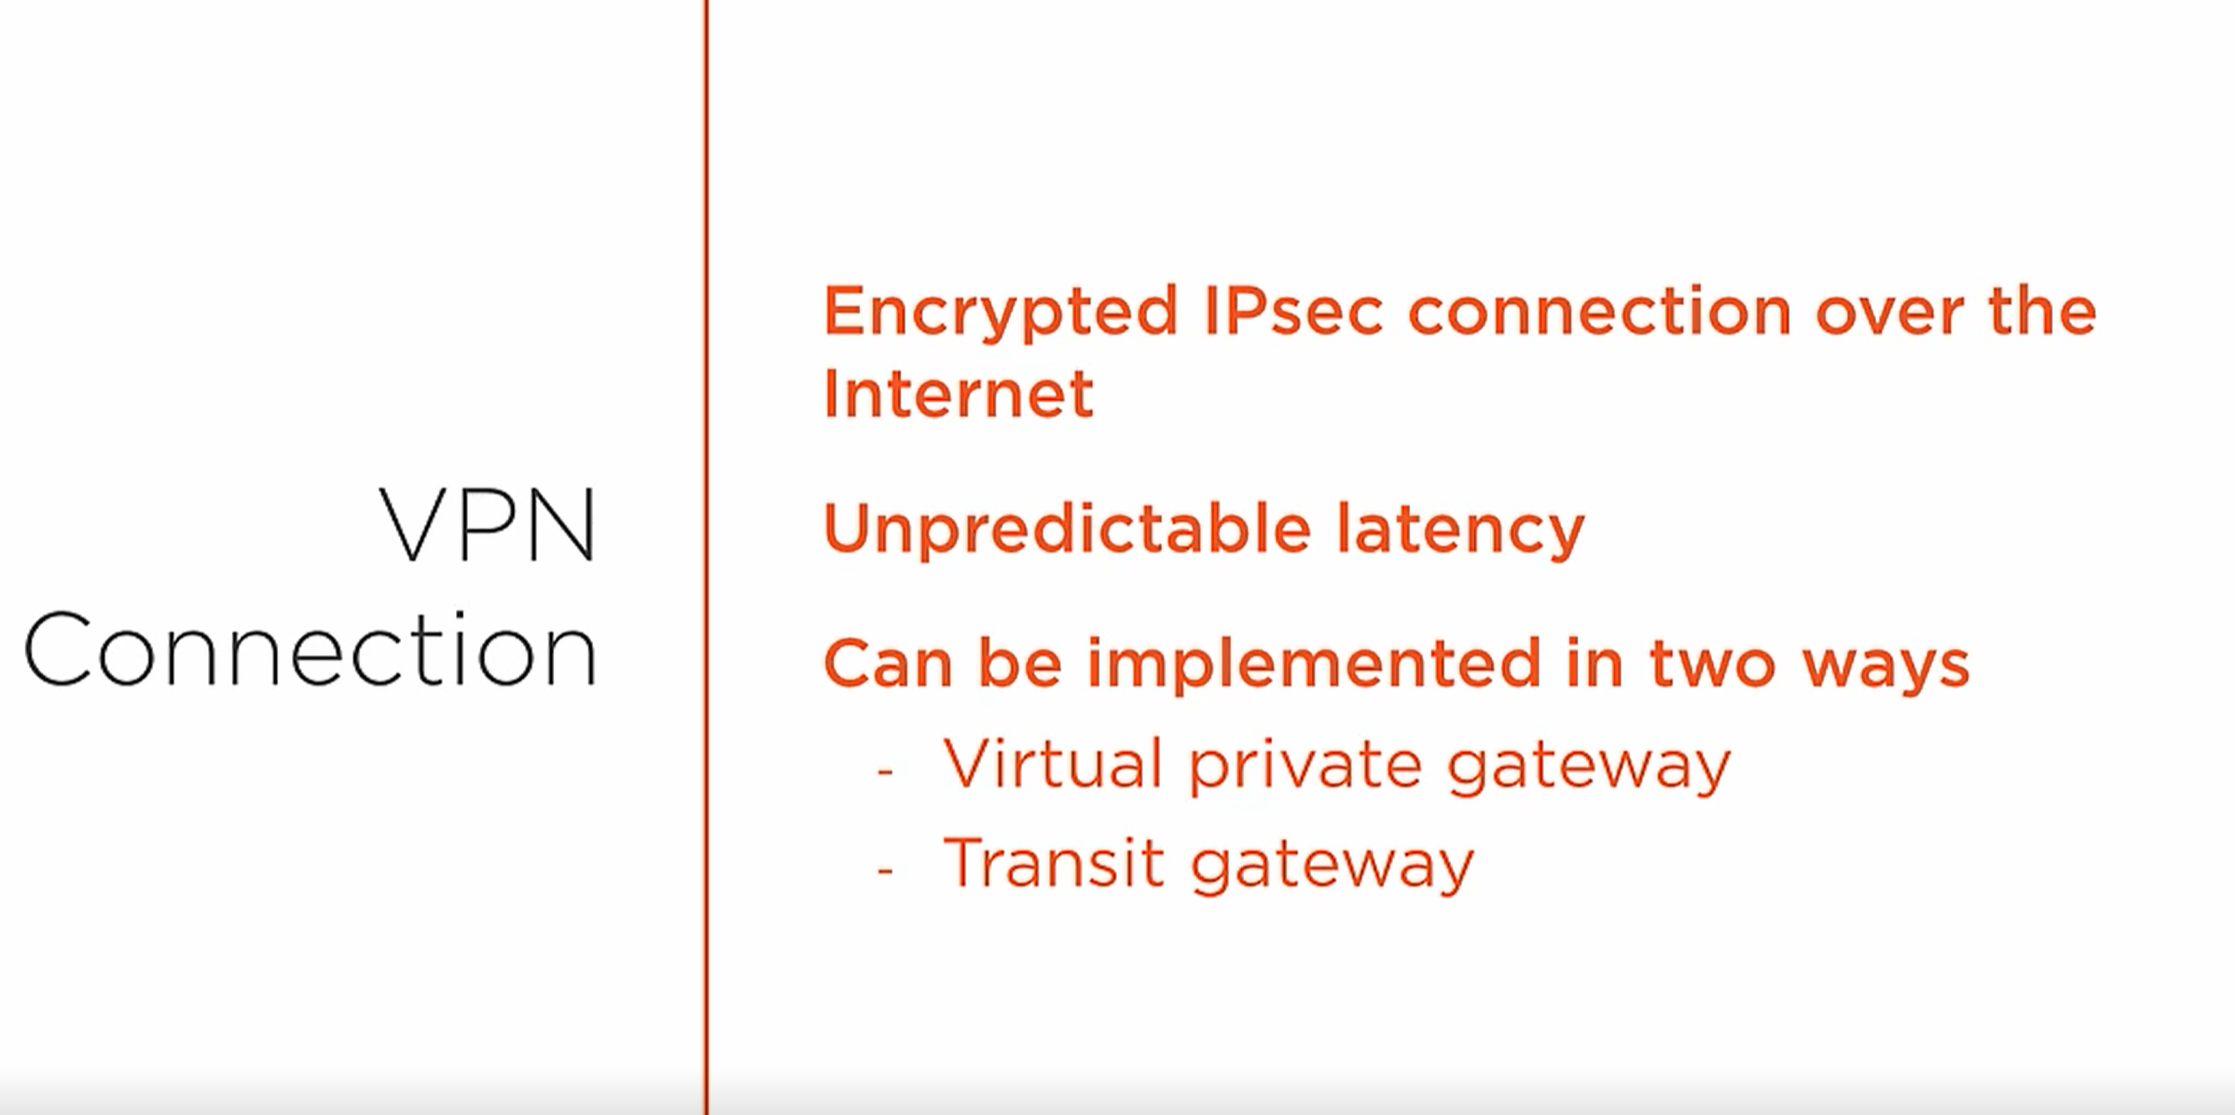 VPN
Connection
Encrypted IPsec connection over the
Internet
Unpredictable latency
Can be implemented in two ways
- Virtual private gateway
- Transit gateway